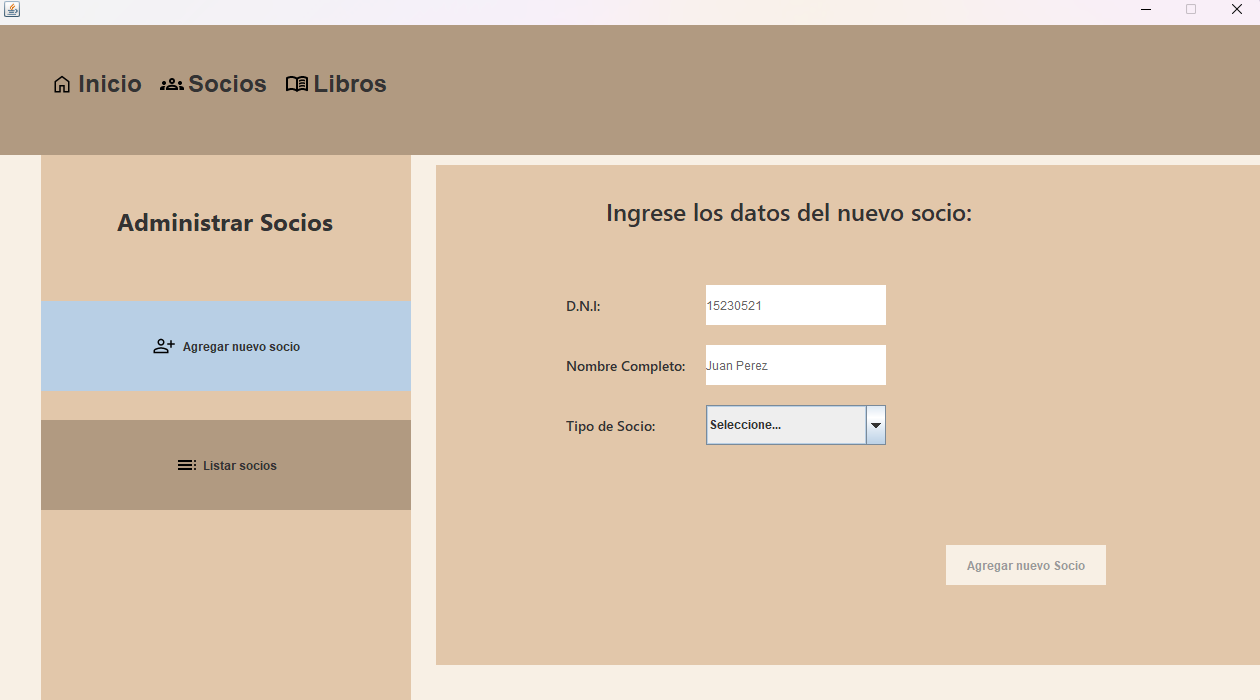 Inicio Socios Libros
Administrar Socios
Agregar nuevo socio
Listar socios
Ingrese los datos del nuevo socio:
D.N.I: 15230521
Nombre Completo: Juan Perez
Tipo de Socio: Seleccione...
Agregar nuevo Socio